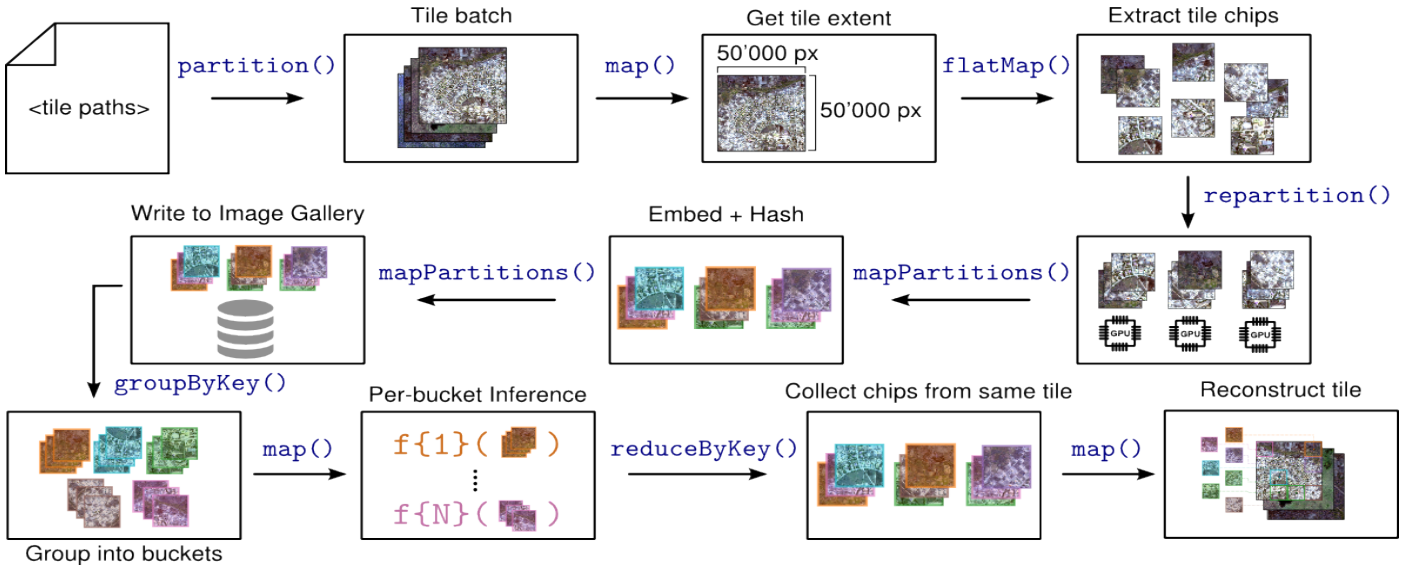 Tile batch
Get tile extent
Extract tile chips
<tile paths>
partition()
map()
50'000 px
50'000 px
flatMap()
repartition()
Write to Image Gallery
Embed + Hash
mapPartitions()
mapPartitions()
GPU
GPU
GPU
groupByKey()
Per-bucket Inference
Collect chips from same tile
Reconstruct tile
map()
f{1}( )
f{N}( )
reduceByKey()
map()
Group into buckets